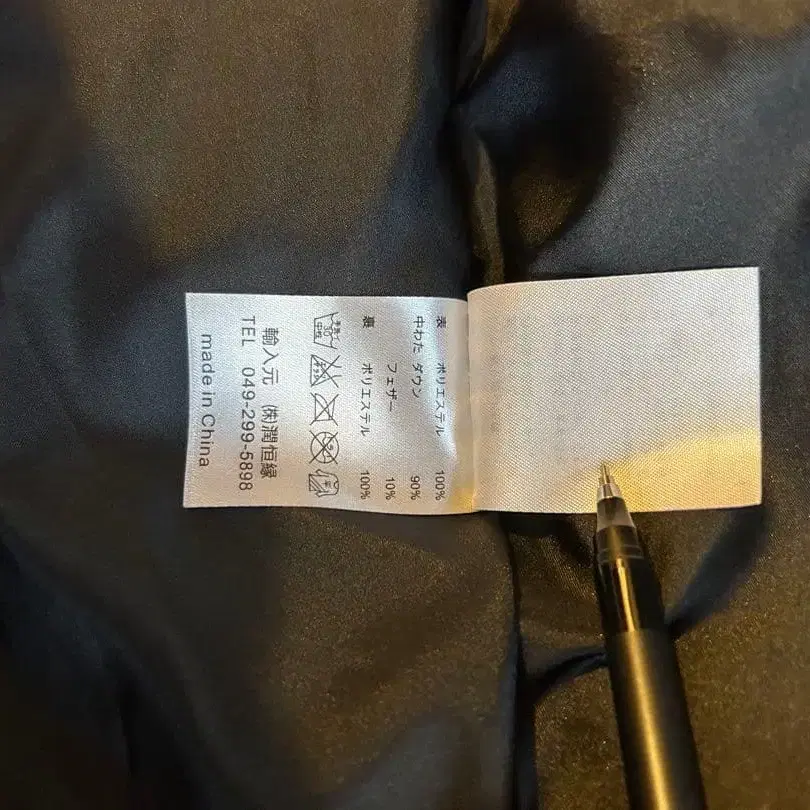 表 ポリエステル 100%
中わた ダウン 90%
フェザー 10%
裏 ポリエステル 100%
輸入元 ㈱潤恒縁
TEL 049-299-5898
made in China